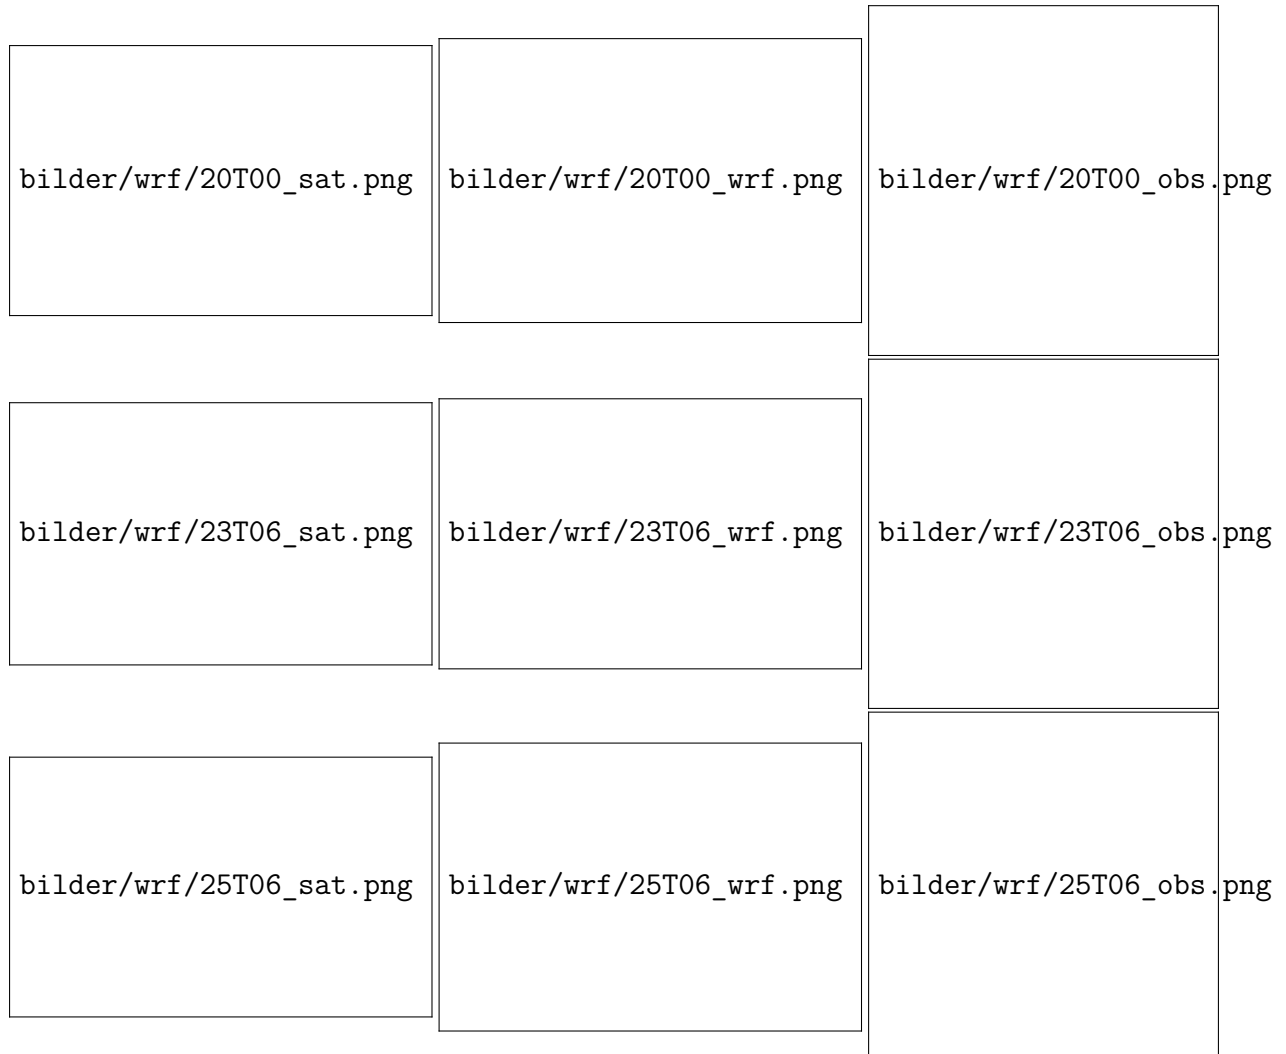 bilder/wrf/20T00_sat.png
bilder/wrf/20T00_wrf.png
bilder/wrf/20T00_obs.png
bilder/wrf/23T06_sat.png
bilder/wrf/23T06_wrf.png
bilder/wrf/23T06_obs.png
bilder/wrf/25T06_sat.png
bilder/wrf/25T06_wrf.png
bilder/wrf/25T06_obs.png